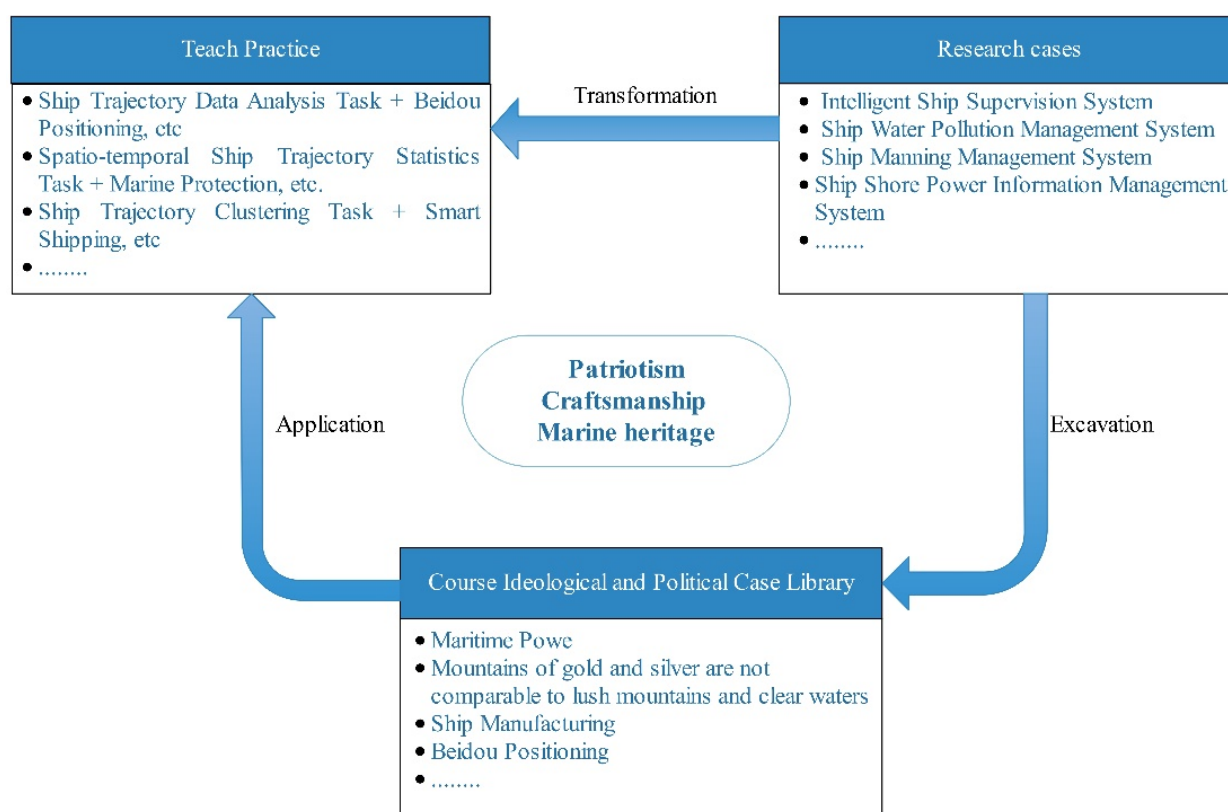 Teach Practice
● Ship Trajectory Data Analysis Task + Beidou
Positioning, etc
● Spatio-temporal Ship Trajectory Statistics
Task + Marine Protection, etc.
● Ship Trajectory Clustering Task + Smart
Shipping, etc
● ........
Transformation
Research cases
● Intelligent Ship Supervision System
● Ship Water Pollution Management System
● Ship Manning Management System
● Ship Shore Power Information Management
System
● ........
Application
Patriotism
Craftsmanship
Marine heritage
Excavation
Course Ideological and Political Case Library
● Maritime Powe
● Mountains of gold and silver are not
comparable to lush mountains and clear waters
● Ship Manufacturing
● Beidou Positioning
● ........